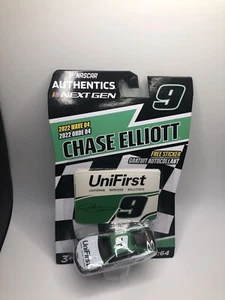 NASCAR
AUTHENTICS
NEXT GEN
9
2022 WAVE 04
2022 ONDE 04
CHASE ELLIOTT
FREE STICKER
GRATUIT AUTOCOLLANT
UniFirst
UNIFORMS SERVICES SOLUTIONS
9
UniFirst
9
:64